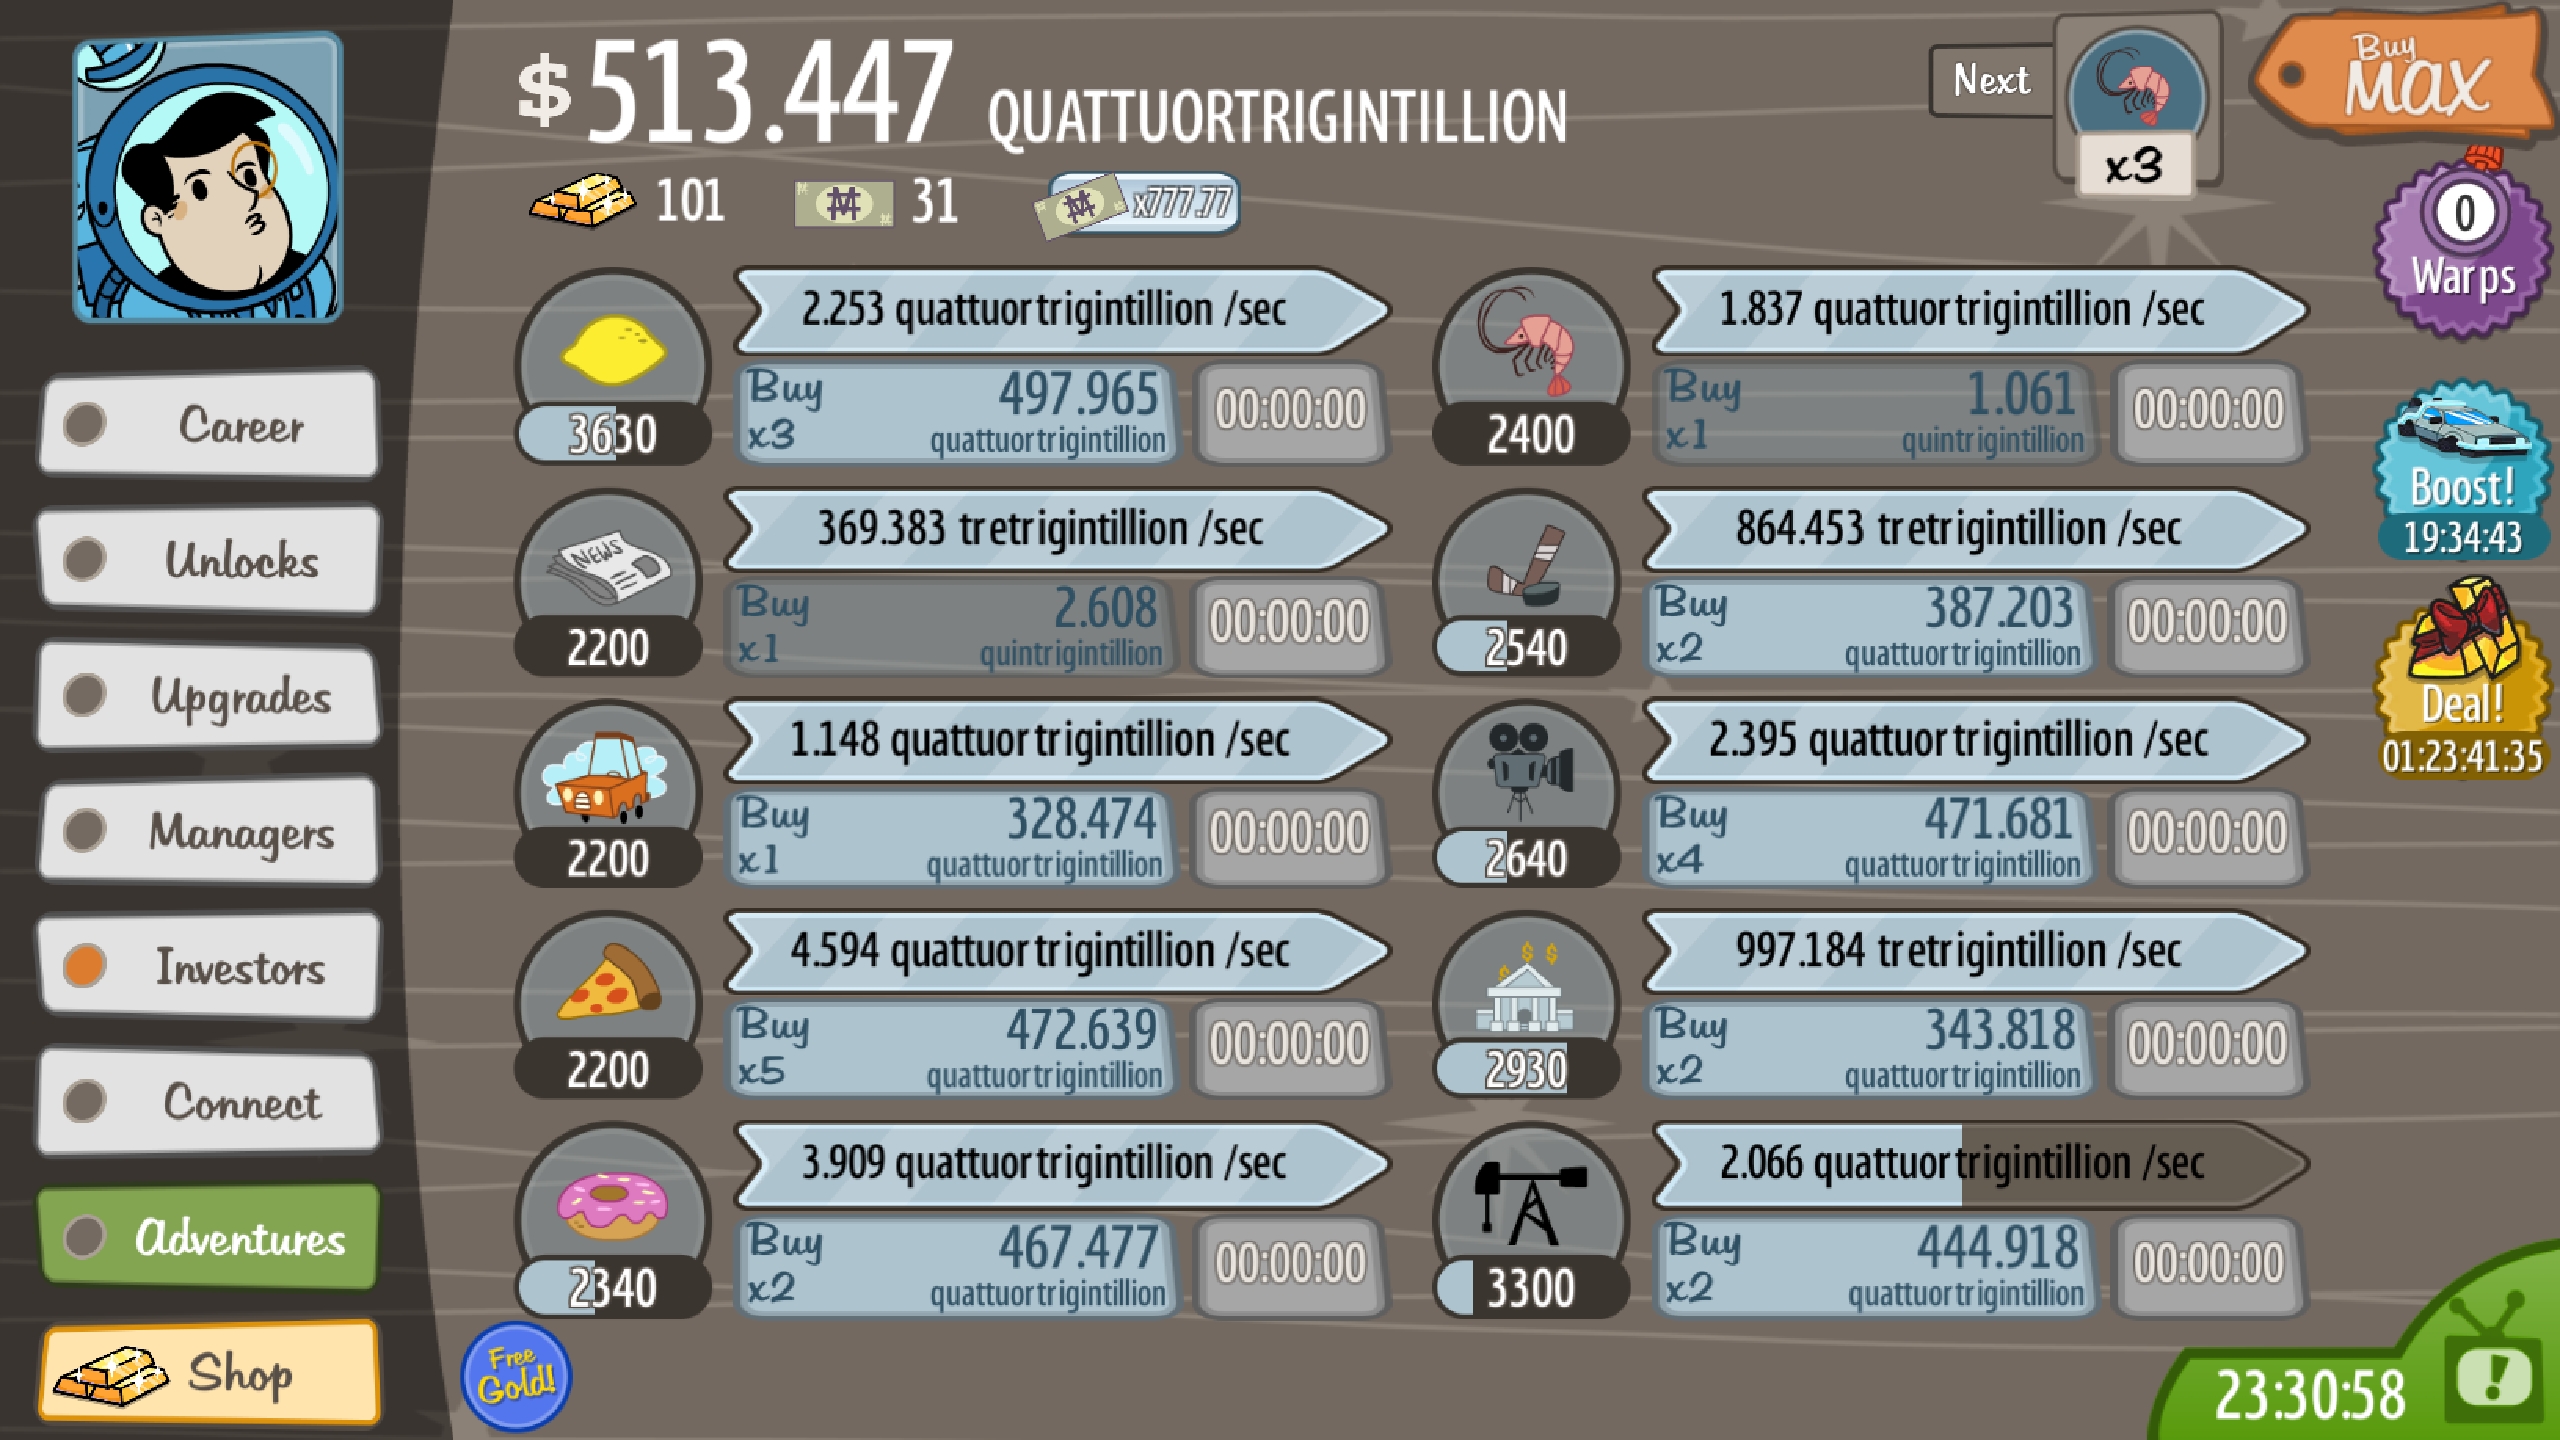 $513.447 QUATTUORTRIGINTILLION
Next
x3
Buy
MAX
101
31
x777.77
0
Warps
Boost!
19:34:43
Deal!
01:23:41:35
Career
Unlocks
Upgrades
Managers
Investors
Connect
Adventures
Shop
2.253 quattuortrigintillion /sec
3630
Buy
x3
497.965
quattuortrigintillion
00:00:00
1.837 quattuortrigintillion /sec
2400
Buy
x1
1.061
quintrigintillion
00:00:00
NEWS
369.383 tretrigintillion /sec
2200
Buy
x1
2.608
quintrigintillion
00:00:00
864.453 tretrigintillion /sec
2540
Buy
x2
387.203
quattuortrigintillion
00:00:00
1.148 quattuortrigintillion /sec
2200
Buy
x1
328.474
quattuortrigintillion
00:00:00
2.395 quattuortrigintillion /sec
2640
Buy
x4
471.681
quattuortrigintillion
00:00:00
4.594 quattuortrigintillion /sec
2200
Buy
x5
472.639
quattuortrigintillion
00:00:00
997.184 tretrigintillion /sec
2930
Buy
x2
343.818
quattuortrigintillion
00:00:00
3.909 quattuortrigintillion /sec
2340
Buy
x2
467.477
quattuortrigintillion
00:00:00
2.066 quattuortrigintillion /sec
3300
Buy
x2
444.918
quattuortrigintillion
00:00:00
Free
Gold!
23:30:58
!